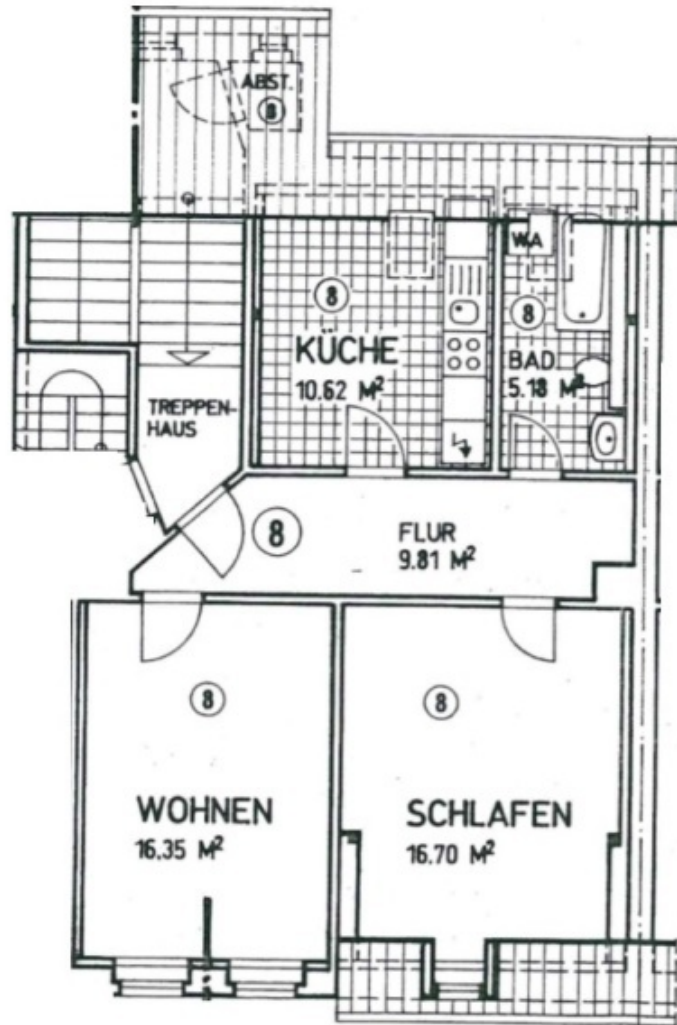 ABST.
8
8
KÜCHE
10.62 M²
WA
8
BAD
5.18 M²
TREPPEN-
HAUS
8
FLUR
9.81 M²
8
WOHNEN
16.35 M²
8
SCHLAFEN
16.70 M²